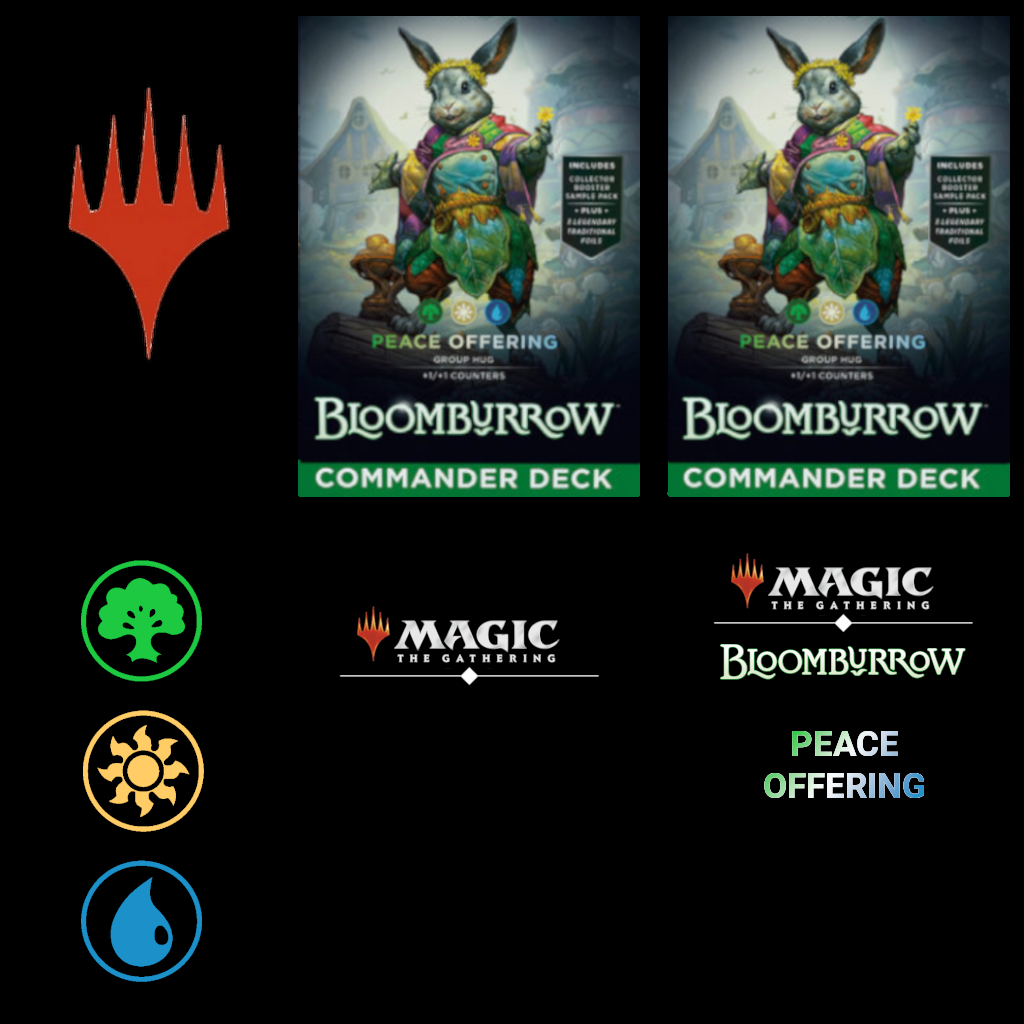 INCLUDES
COLLECTOR
BOOSTER
SAMPLE PACK
• PLUS •
2 LEGENDARY
TRADITIONAL
FOILS
PEACE OFFERING
GROUP HUG
+1/+1 COUNTERS
BLOOMBURROW
COMMANDER DECK
INCLUDES
COLLECTOR
BOOSTER
SAMPLE PACK
• PLUS •
2 LEGENDARY
TRADITIONAL
FOILS
PEACE OFFERING
GROUP HUG
+1/+1 COUNTERS
BLOOMBURROW
COMMANDER DECK
MAGIC
THE GATHERING
MAGIC
THE GATHERING
BLOOMBURROW
PEACE
OFFERING